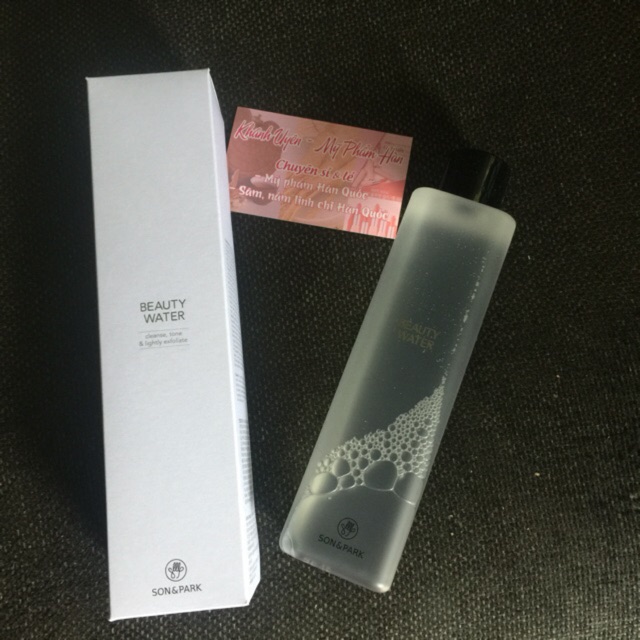 BEAUTY
WATER
cleanse, tone
& lightly exfoliate
SON&PARK
Khánh Uyên - Mỹ Phẩm Hàn
Chuyên sỉ & lẻ
Mỹ phẩm Hàn Quốc
Sâm, nấm linh chi Hàn Quốc
BEAUTY
WATER
SON&PARK